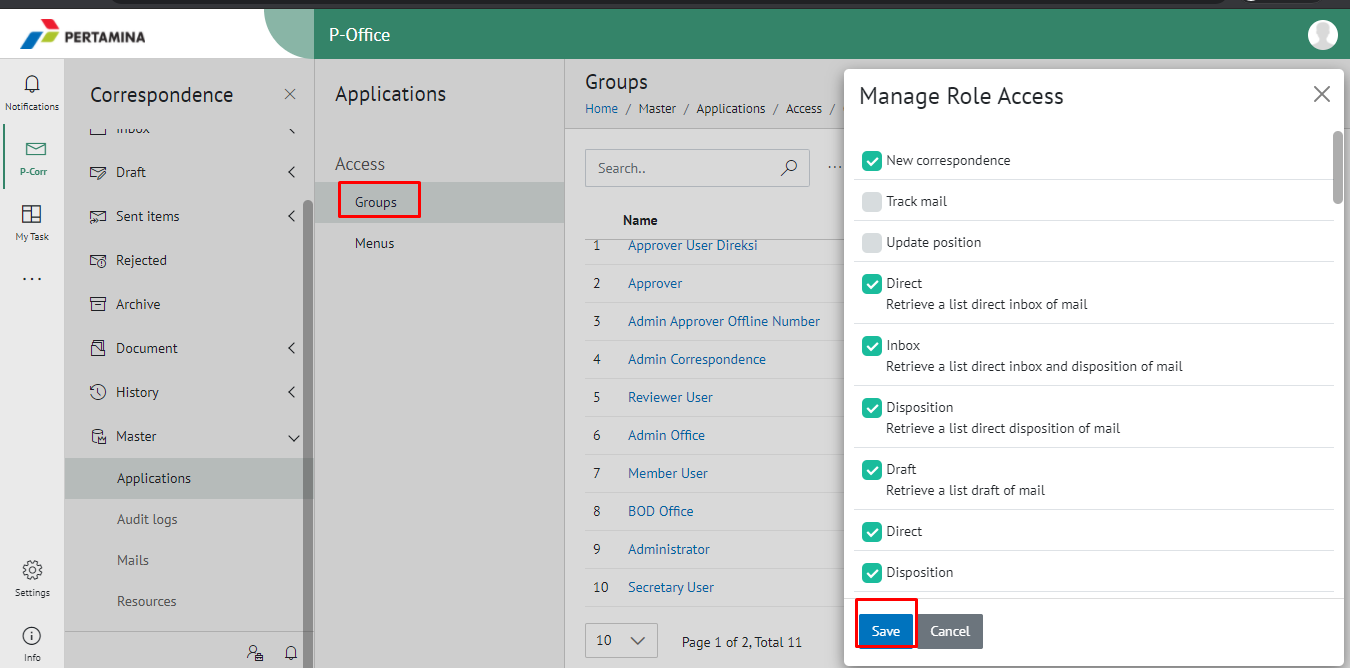 PERTAMINA
P-Office
Notifications
P-Corr
My Task
Settings
Info
Correspondence
Inbox
Draft
Sent items
Rejected
Archive
Document
History
Master
Applications
Audit logs
Mails
Resources
Applications
Access
Groups
Menus
Groups
Home / Master / Applications / Access /
Search..
Name
1 Approver User Direksi
2 Approver
3 Admin Approver Offline Number
4 Admin Correspondence
5 Reviewer User
6 Admin Office
7 Member User
8 BOD Office
9 Administrator
10 Secretary User
10
Page 1 of 2, Total 11
Manage Role Access
New correspondence
Track mail
Update position
Direct
Retrieve a list direct inbox of mail
Inbox
Retrieve a list direct inbox and disposition of mail
Disposition
Retrieve a list direct disposition of mail
Draft
Retrieve a list draft of mail
Direct
Disposition
Save
Cancel